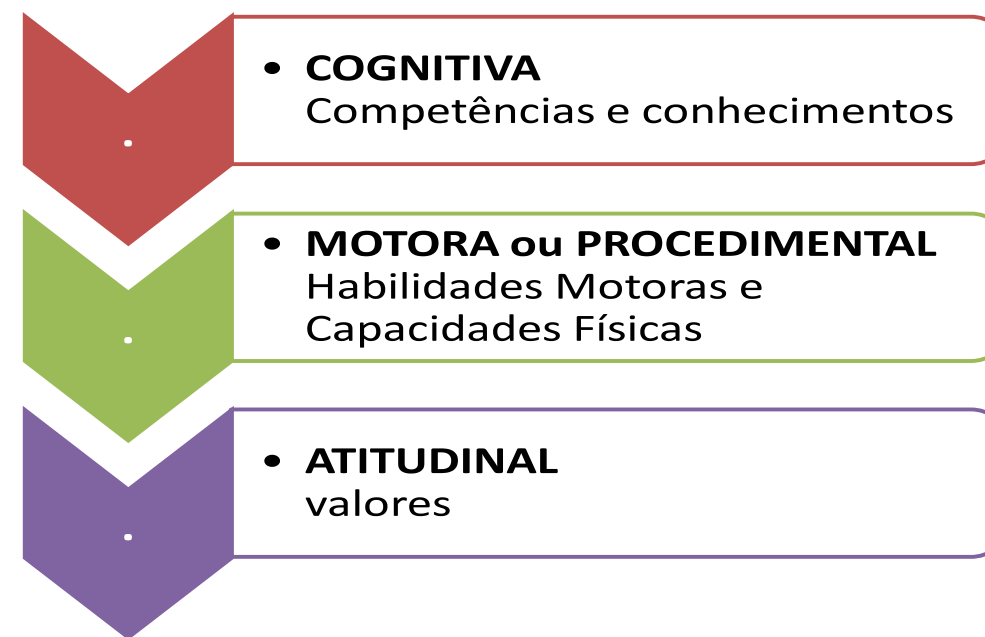 • COGNITIVA
Competências e conhecimentos
• MOTORA ou PROCEDIMENTAL
Habilidades Motoras e
Capacidades Físicas
• ATITUDINAL
valores